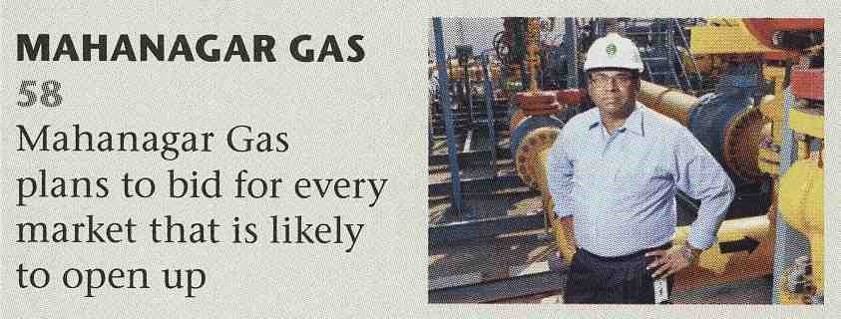 MAHANAGAR GAS
58
Mahanagar Gas
plans to bid for every
market that is likely
to open up